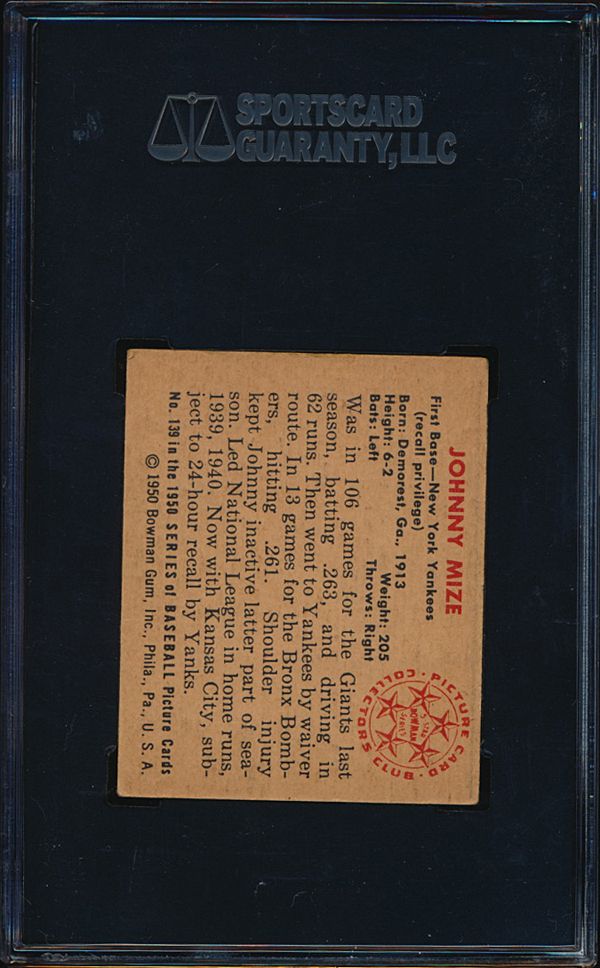 SPORTSCARD
GUARANTY, LLC
JOHNNY MIZE
First Base—New York Yankees
(recall privilege)
Born: Demorest, Ga., 1913
Height: 6-2 Weight: 205
Bats: Left Throws: Right
Was in 106 games for the Giants last
season, batting .263, and driving in
62 runs. Then went to Yankees by waiver
route. In 13 games for the Bronx Bomb-
ers, hitting .261. Shoulder injury
kept Johnny inactive latter part of sea-
son. Led National League in home runs,
1939, 1940. Now with Kansas City, sub-
ject to 24-hour recall by Yanks.
No. 139 in the 1950 SERIES of BASEBALL Picture Cards
© 1950 Bowman Gum, Inc., Phila., Pa., U. S. A.
PICTURE CARD
COLLECTORS CLUB
5 STAR
BOWMAN
SERIES